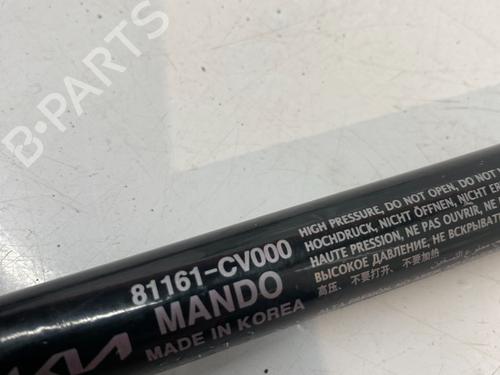 B-PARTS
81161-CV000
MANDO
MADE IN KOREA
KIA
HIGH PRESSURE, DO NOT OPEN, DO NOT
HOCHDRUCK, NICHT ÖFFNEN, NICHT
HAUTE PRESSION, NE PAS OUVRIR, NE
ВЫСОКОЕ ДАВЛЕНИЕ, НЕ ВСКРЫВАТЬ
高压、不要打开、不要加热